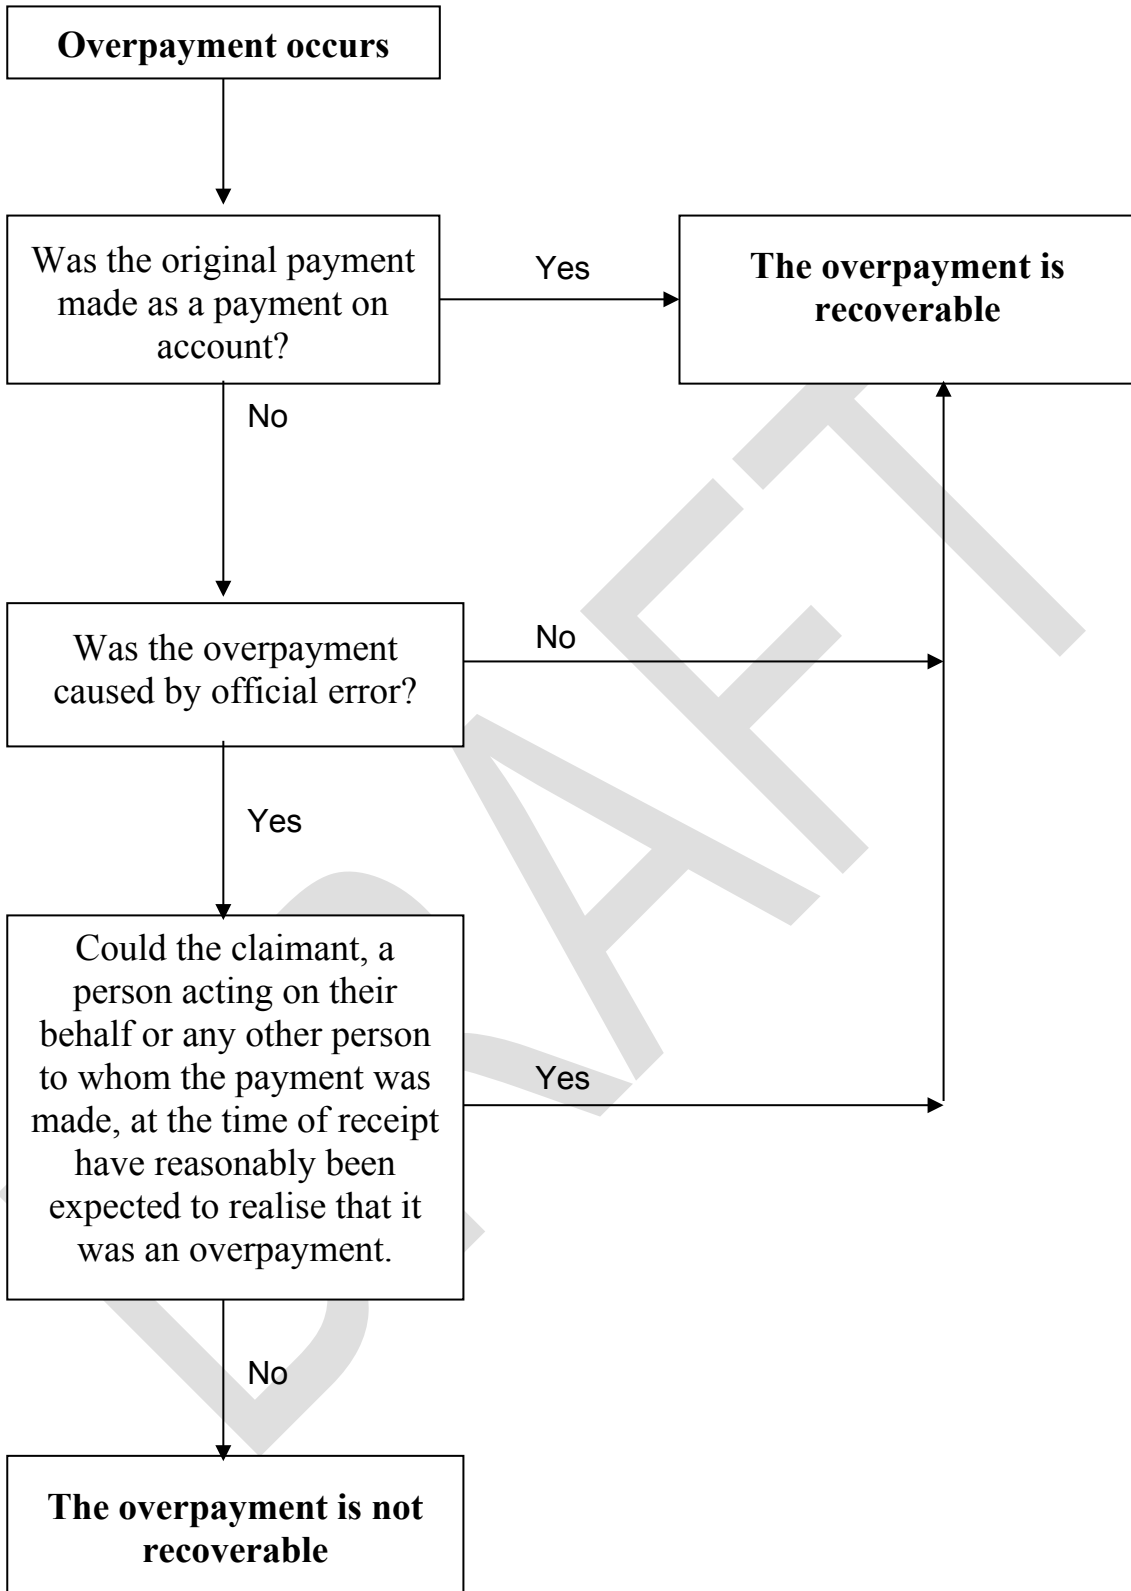 Overpayment occurs
Was the original payment
made as a payment on
account?
Yes
The overpayment is
recoverable
No
Was the overpayment
caused by official error?
No
Yes
Could the claimant, a
person acting on their
behalf or any other person
to whom the payment was
made, at the time of receipt
have reasonably been
expected to realise that it
was an overpayment.
Yes
No
The overpayment is not
recoverable
DRAFT